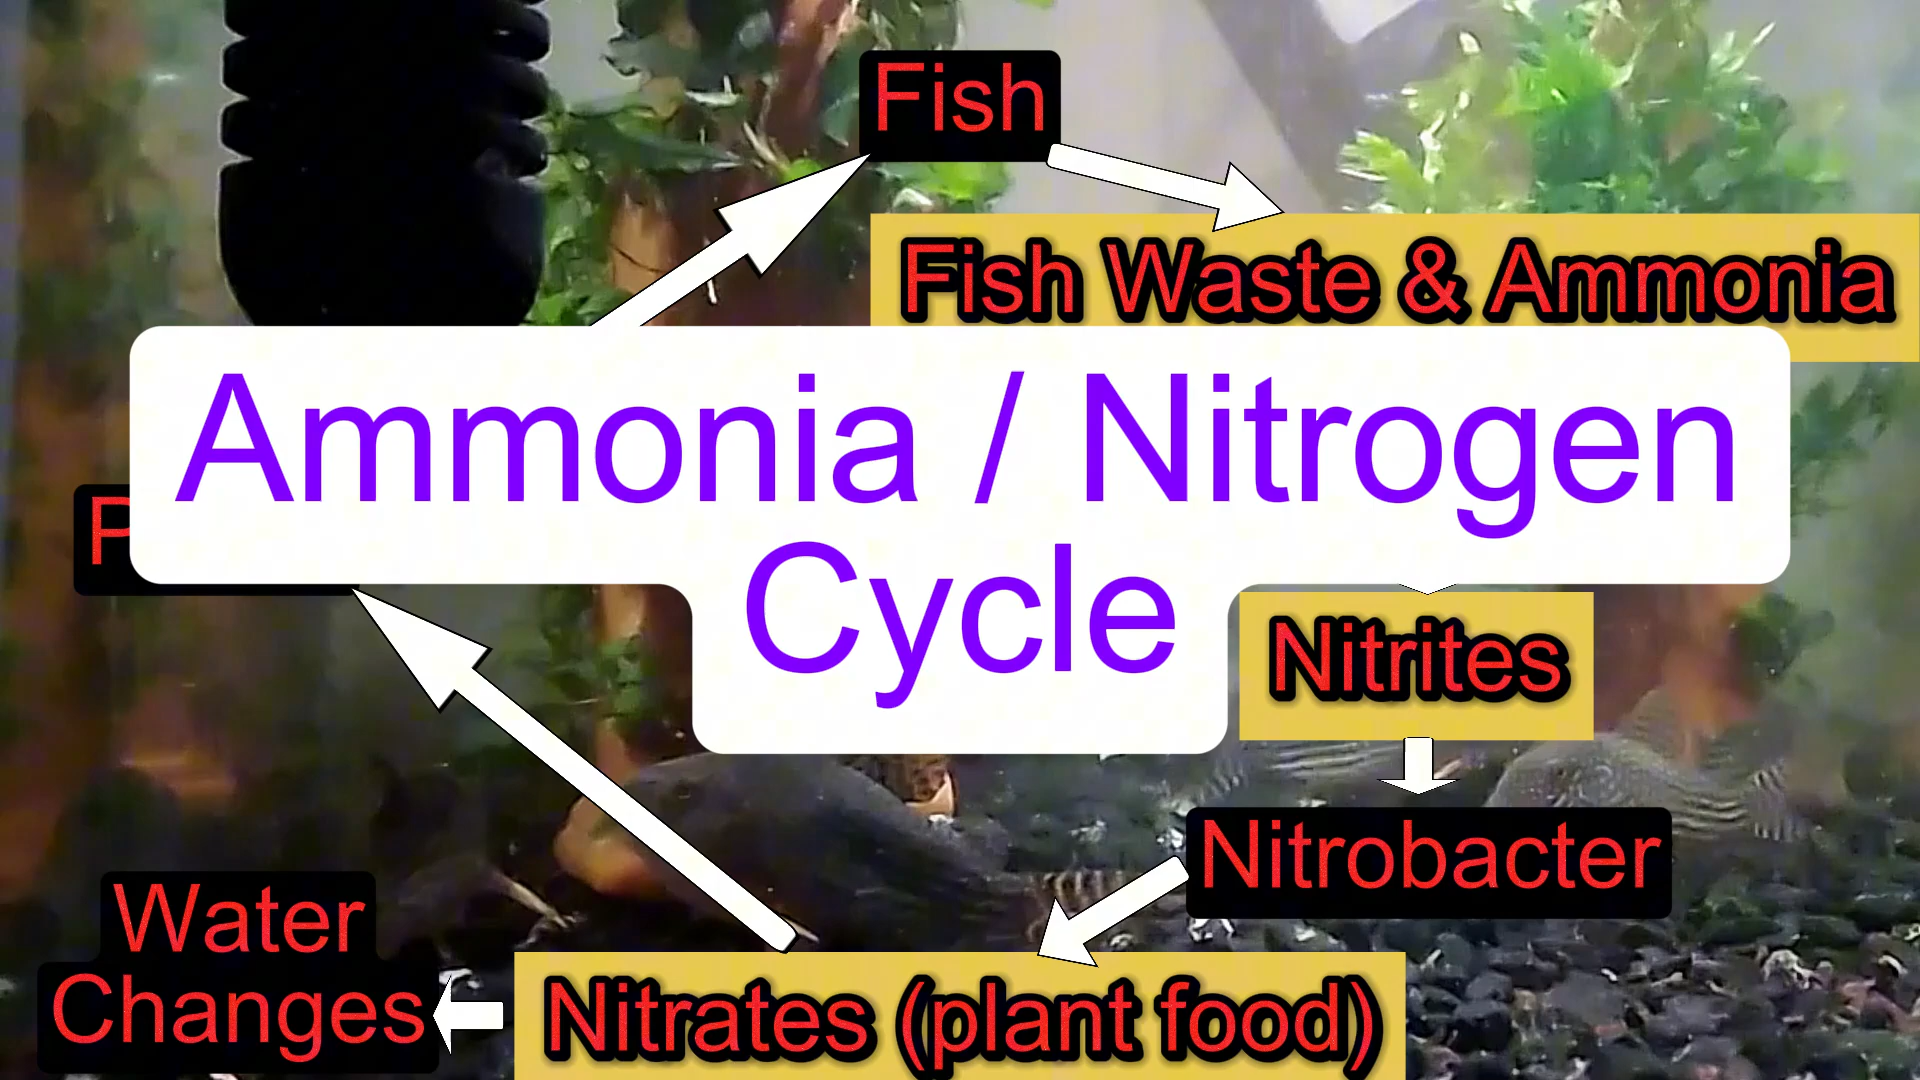 Fish
Fish Waste & Ammonia
Ammonia / Nitrogen
Cycle
P
Nitrites
Nitrobacter
Water
Changes
Nitrates (plant food)